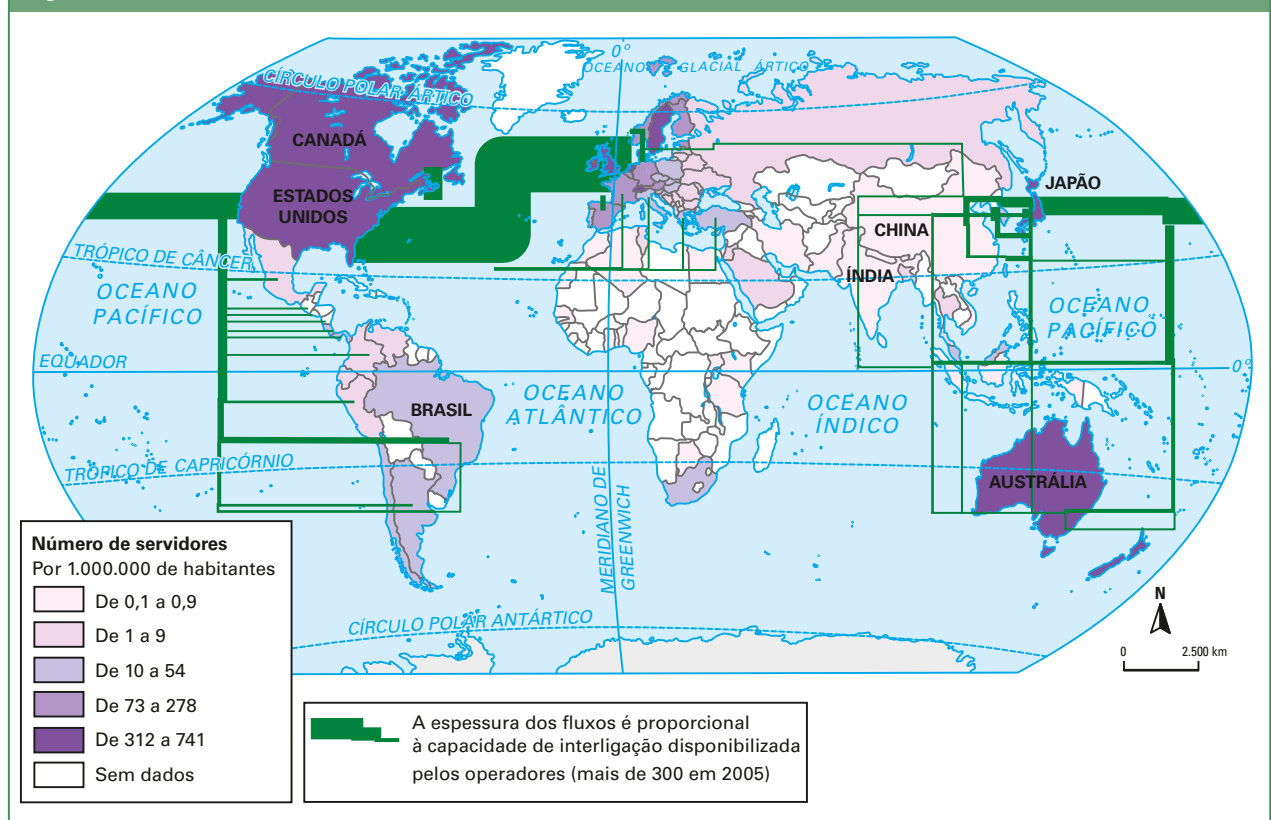 0°
OCEANO GLACIAL ÁRTICO
CÍRCULO POLAR ÁRTICO
CANADÁ
ESTADOS
UNIDOS
JAPÃO
CHINA
TRÓPICO DE CÂNCER
ÍNDIA
OCEANO
PACÍFICO
OCEANO
PACÍFICO
EQUADOR
0°
OCEANO
ATLÂNTICO
BRASIL
OCEANO
ÍNDICO
TRÓPICO DE CAPRICÓRNIO
AUSTRÁLIA
MERIDIANO DE
GREENWICH
CÍRCULO POLAR ANTÁRTICO
N
0 2.500 km
Número de servidores
Por 1.000.000 de habitantes
De 0,1 a 0,9
De 1 a 9
De 10 a 54
De 73 a 278
De 312 a 741
Sem dados
A espessura dos fluxos é proporcional
à capacidade de interligação disponibilizada
pelos operadores (mais de 300 em 2005)